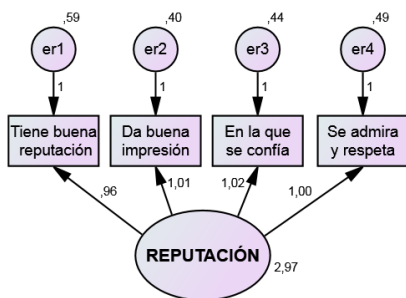 ,59
,40
,44
,49
er1
er2
er3
er4
1
1
1
1
Tiene buena
reputación
Da buena
impresión
En la que
se confía
Se admira
y respeta
,96
1,01
1,02
1,00
REPUTACIÓN
2,97